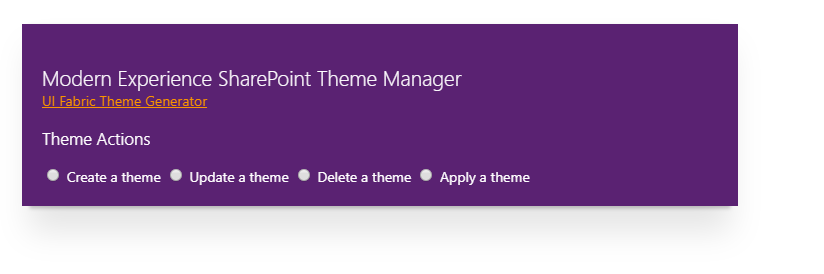 Modern Experience SharePoint Theme Manager
UI Fabric Theme Generator
Theme Actions
Create a theme Update a theme Delete a theme Apply a theme